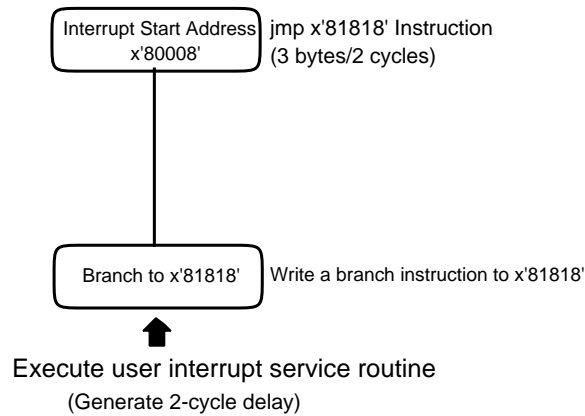 Interrupt Start Address
x'80008'
jmp x'81818' Instruction
(3 bytes/2 cycles)
Branch to x'81818'
Write a branch instruction to x'81818'
Execute user interrupt service routine
(Generate 2-cycle delay)